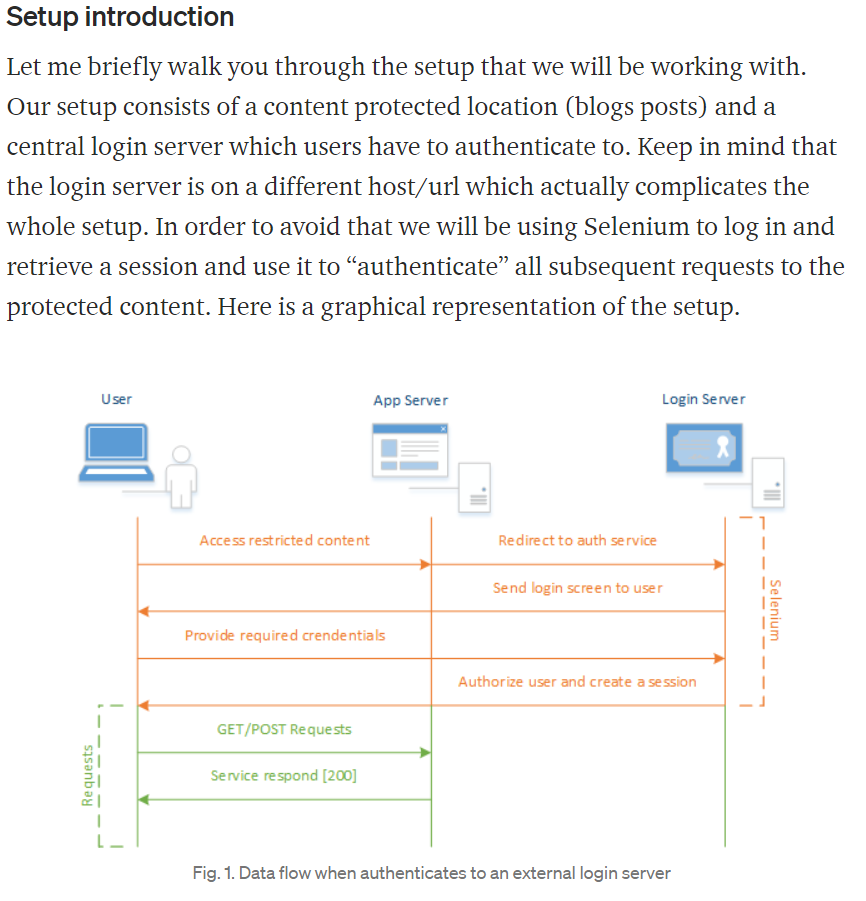 Setup introduction
Let me briefly walk you through the setup that we will be working with.
Our setup consists of a content protected location (blogs posts) and a
central login server which users have to authenticate to. Keep in mind that
the login server is on a different host/url which actually complicates the
whole setup. In order to avoid that we will be using Selenium to log in and
retrieve a session and use it to “authenticate” all subsequent requests to the
protected content. Here is a graphical representation of the setup.
User
App Server
Login Server
Access restricted content
Redirect to auth service
Send login screen to user
Selenium
Provide required crendentials
Authorize user and create a session
GET/POST Requests
Requests
Service respond [200]
Fig. 1. Data flow when authenticates to an external login server